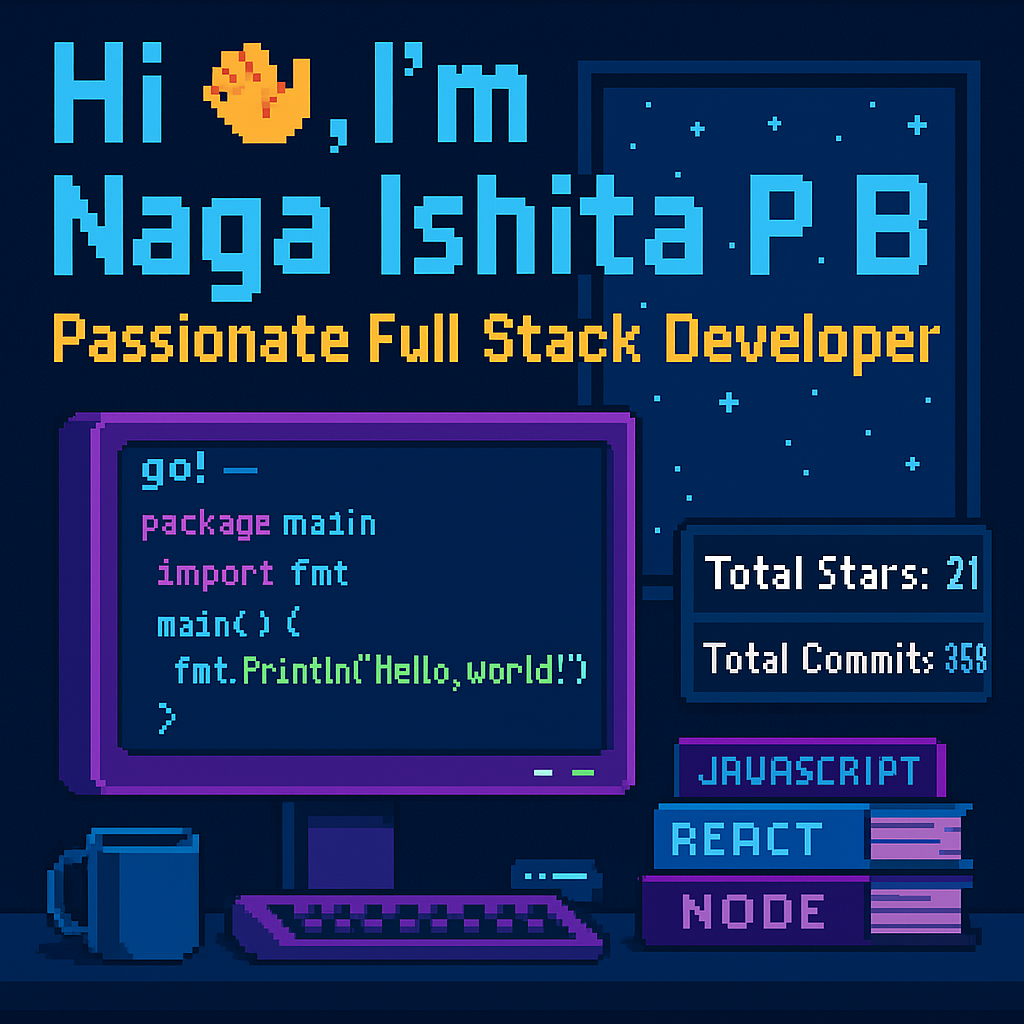 Hi 👋, I'm
Naga Ishita P. B
Passionate Full Stack Developer
go! —
package main
import fmt
main() {
fmt.Println("Hello, world!")
}
Total Stars: 21
Total Commits 358
JAVASCRIPT
REACT
NODE